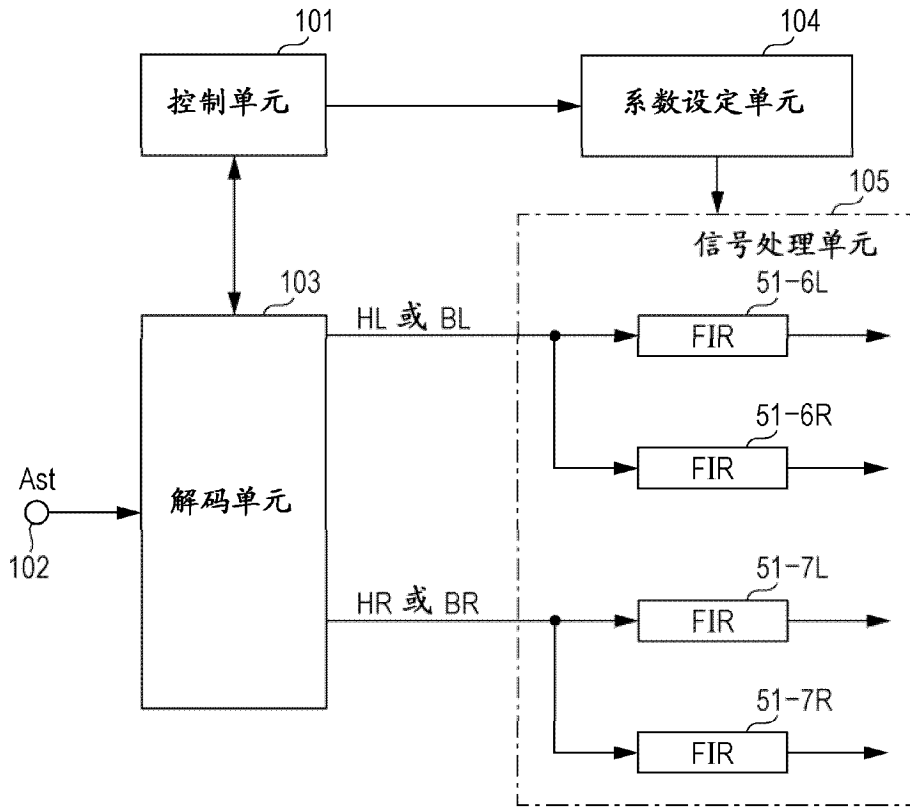 101
控制单元
104
系数设定单元
105
信号处理单元
103
HL 或 BL
51-6L
FIR
51-6R
FIR
Ast
102
解码单元
HR 或 BR
51-7L
FIR
51-7R
FIR